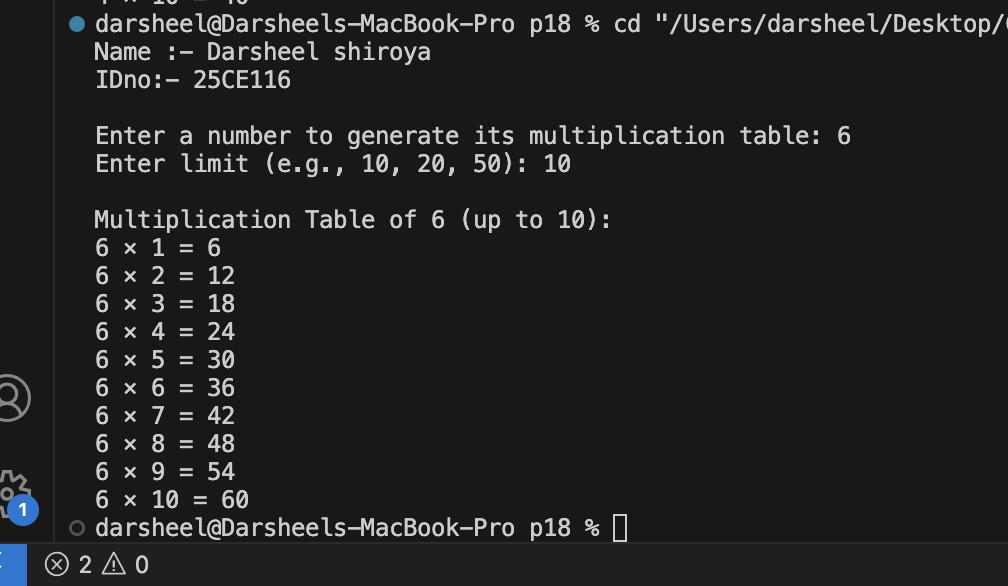 darsheel@Darsheels-MacBook-Pro p18 % cd "/Users/darsheel/Desktop/
Name :- Darsheel shiroya
IDno:- 25CE116
Enter a number to generate its multiplication table: 6
Enter limit (e.g., 10, 20, 50): 10
Multiplication Table of 6 (up to 10):
6 × 1 = 6
6 × 2 = 12
6 × 3 = 18
6 × 4 = 24
6 × 5 = 30
6 × 6 = 36
6 × 7 = 42
6 × 8 = 48
6 × 9 = 54
6 × 10 = 60
darsheel@Darsheels-MacBook-Pro p18 %
1
2 0